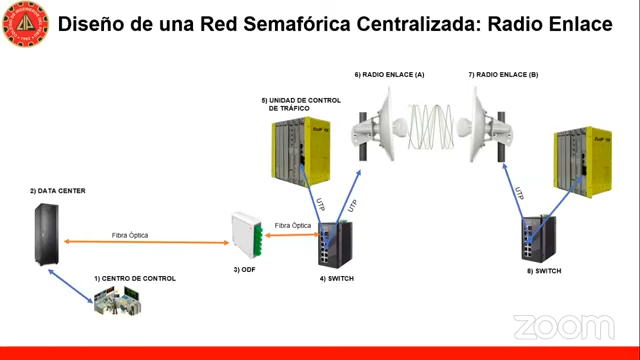 Diseño de una Red Semafórica Centralizada: Radio Enlace
6) RADIO ENLACE (A)
7) RADIO ENLACE (B)
5) UNIDAD DE CONTROL
DE TRÁFICO
UTP
UTP
UTP
2) DATA CENTER
Fibra Óptica
Fibra Óptica
3) ODF
4) SWITCH
8) SWITCH
1) CENTRO DE CONTROL
zoom